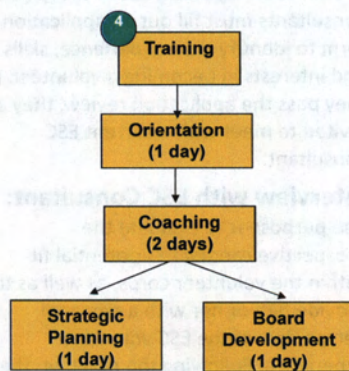 4
Training
Orientation
(1 day)
Coaching
(2 days)
Strategic
Planning
(1 day)
Board
Development
(1 day)